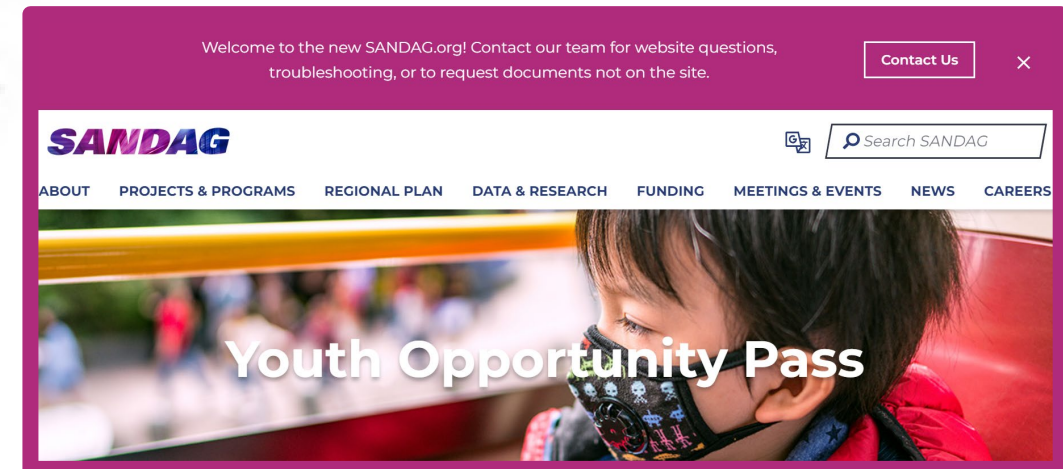 Welcome to the new SANDAG.org! Contact our team for website questions,
troubleshooting, or to request documents not on the site.
Contact Us
SANDAG
Search SANDAG
ABOUT PROJECTS & PROGRAMS REGIONAL PLAN DATA & RESEARCH FUNDING MEETINGS & EVENTS NEWS CAREERS
Youth Opportunity Pass